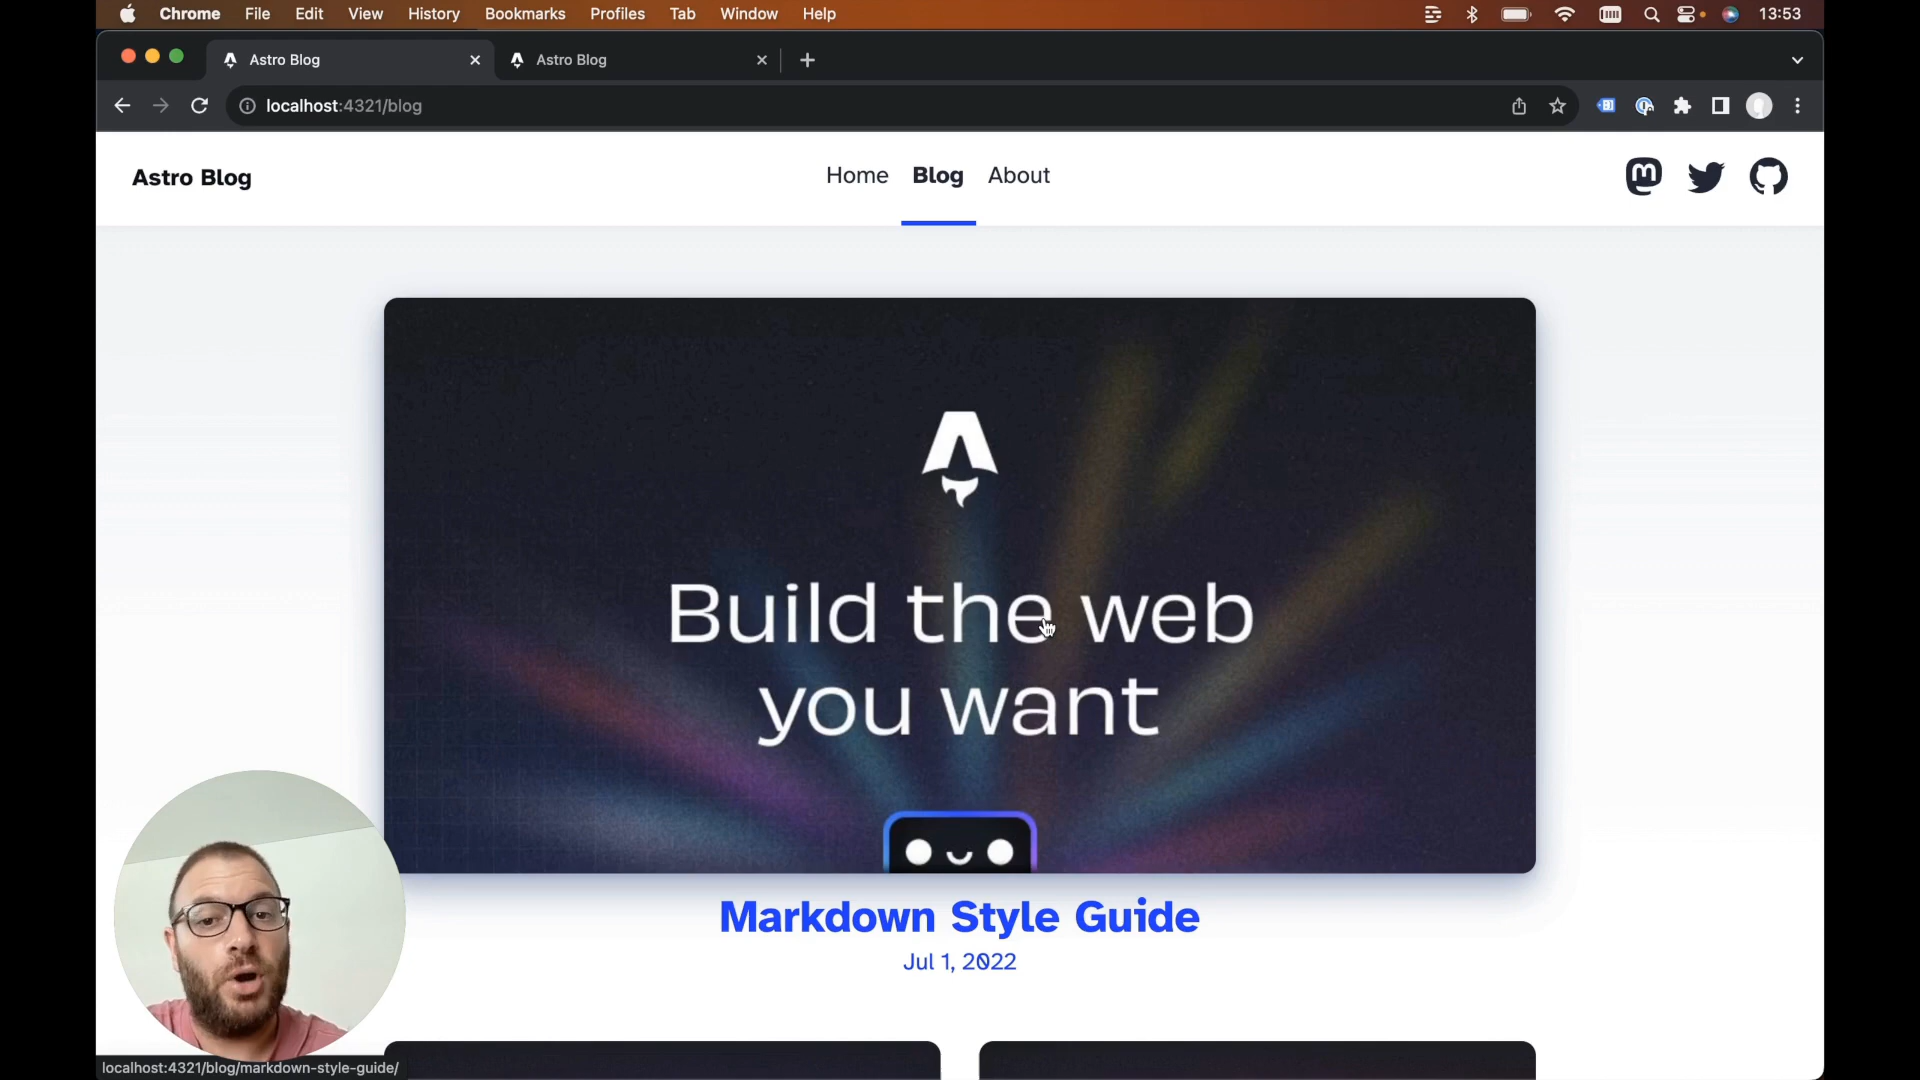 Chrome File Edit View History Bookmarks Profiles Tab Window Help 13:53
Astro Blog Astro Blog
localhost:4321/blog
Astro Blog Home Blog About
Build the web
you want
Markdown Style Guide
Jul 1, 2022
localhost:4321/blog/markdown-style-guide/